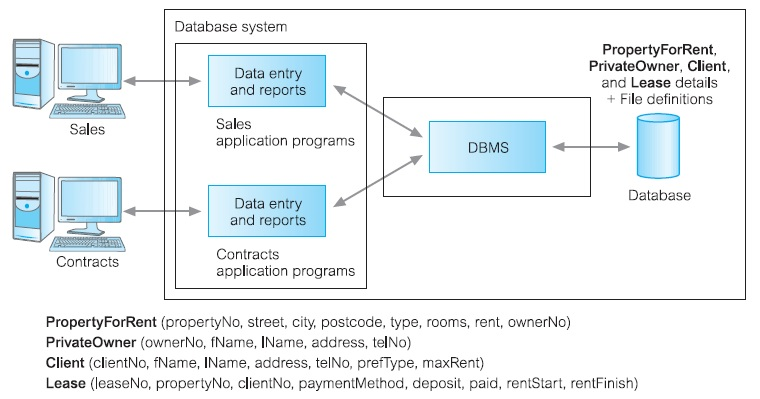 Database system
PropertyForRent,
PrivateOwner, Client,
and Lease details
+ File definitions
Data entry
and reports
Sales
Sales
application programs
DBMS
Database
Data entry
and reports
Contracts
Contracts
application programs
PropertyForRent (propertyNo, street, city, postcode, type, rooms, rent, ownerNo)
PrivateOwner (ownerNo, fName, lName, address, telNo)
Client (clientNo, fName, lName, address, telNo, prefType, maxRent)
Lease (leaseNo, propertyNo, clientNo, paymentMethod, deposit, paid, rentStart, rentFinish)